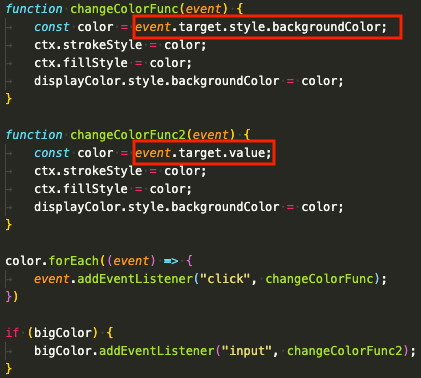 function changeColorFunc(event) {
    const color = event.target.style.backgroundColor;
    ctx.strokeStyle = color;
    ctx.fillStyle = color;
    displayColor.style.backgroundColor = color;
}

function changeColorFunc2(event) {
    const color = event.target.value;
    ctx.strokeStyle = color;
    ctx.fillStyle = color;
    displayColor.style.backgroundColor = color;
}

color.forEach((event) => {
    event.addEventListener("click", changeColorFunc);
})

if (bigColor) {
    bigColor.addEventListener("input", changeColorFunc2);
}